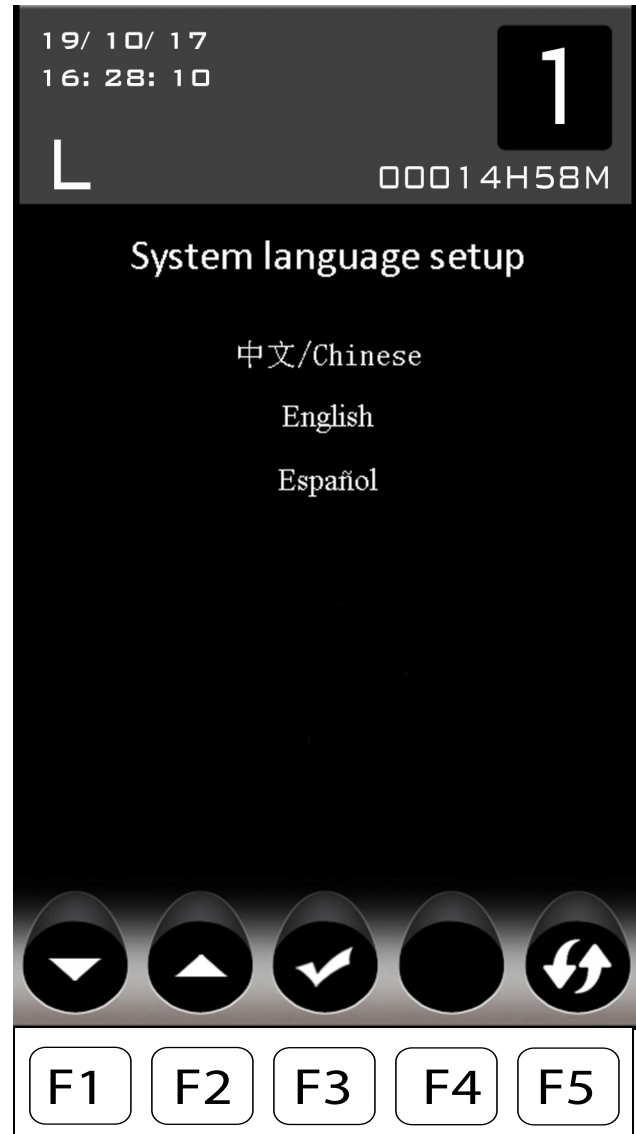 19/ 10/ 17
16: 28: 10
1
L
00014H58M
System language setup
中文/Chinese
English
Español
F1 F2 F3 F4 F5